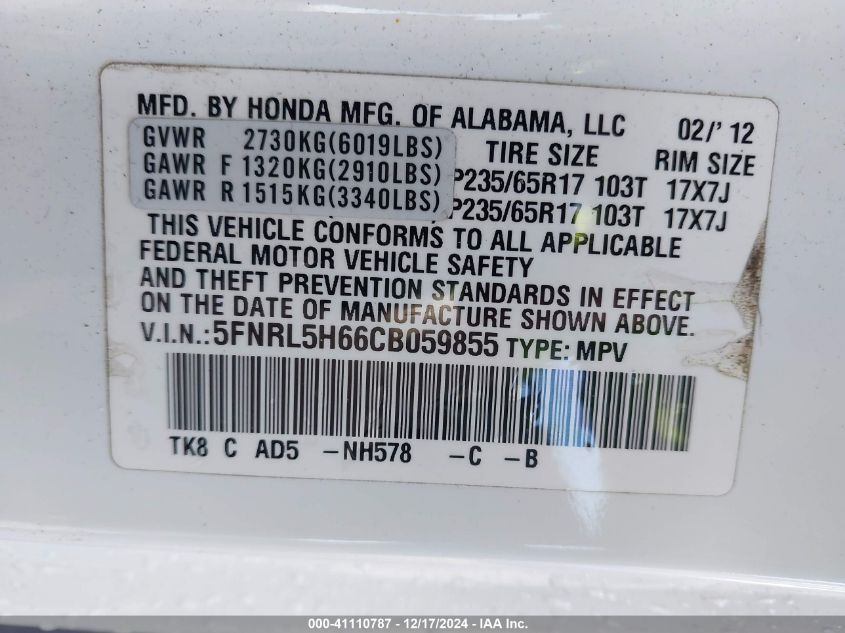 MFD. BY HONDA MFG. OF ALABAMA, LLC 02/' 12
GVWR 2730KG(6019LBS) TIRE SIZE RIM SIZE
GAWR F 1320KG(2910LBS) P235/65R17 103T 17X7J
GAWR R 1515KG(3340LBS) P235/65R17 103T 17X7J
THIS VEHICLE CONFORMS TO ALL APPLICABLE
FEDERAL MOTOR VEHICLE SAFETY
AND THEFT PREVENTION STANDARDS IN EFFECT
ON THE DATE OF MANUFACTURE SHOWN ABOVE.
V.I.N.:5FNRL5H66CB059855 TYPE: MPV
TK8 C AD5 -NH578 -C -B
000-41110787 - 12/17/2024 - IAA Inc.